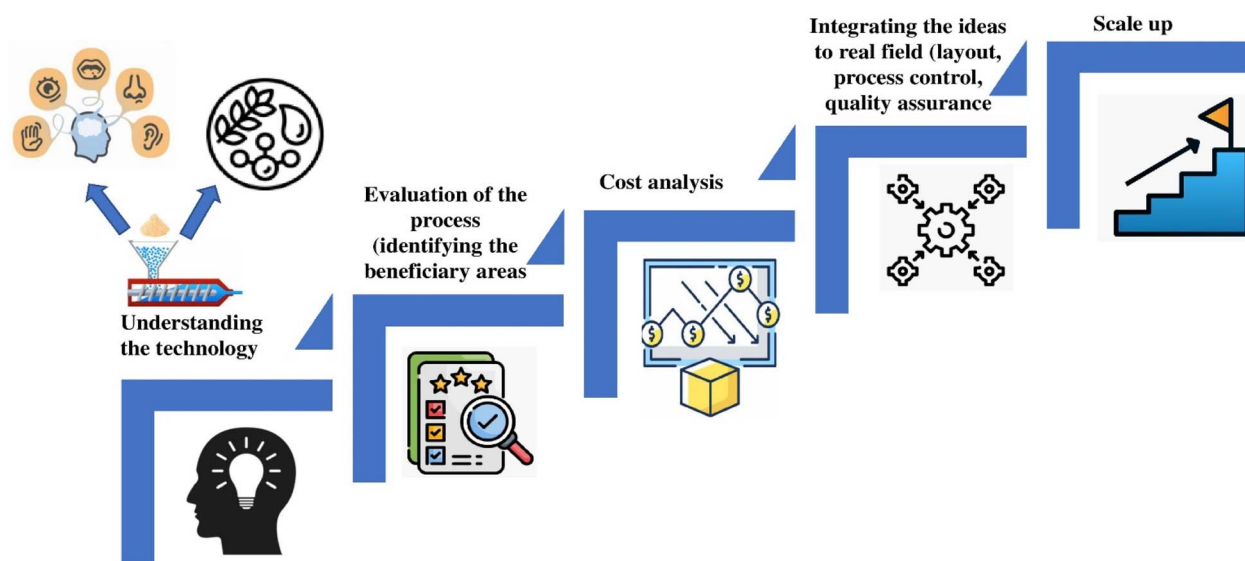 Understanding
the technology
Evaluation of the
process
(identifying the
beneficiary areas
Cost analysis
$
$
$
$
Integrating the ideas
to real field (layout,
process control,
quality assurance
Scale up